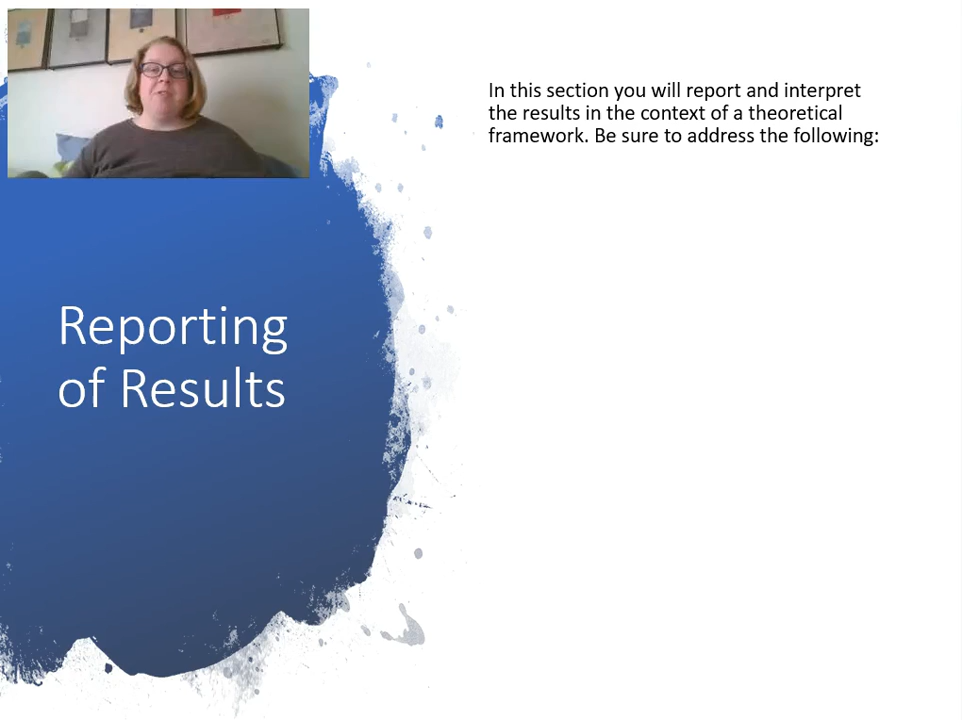 Reporting
of Results
In this section you will report and interpret
the results in the context of a theoretical
framework. Be sure to address the following: